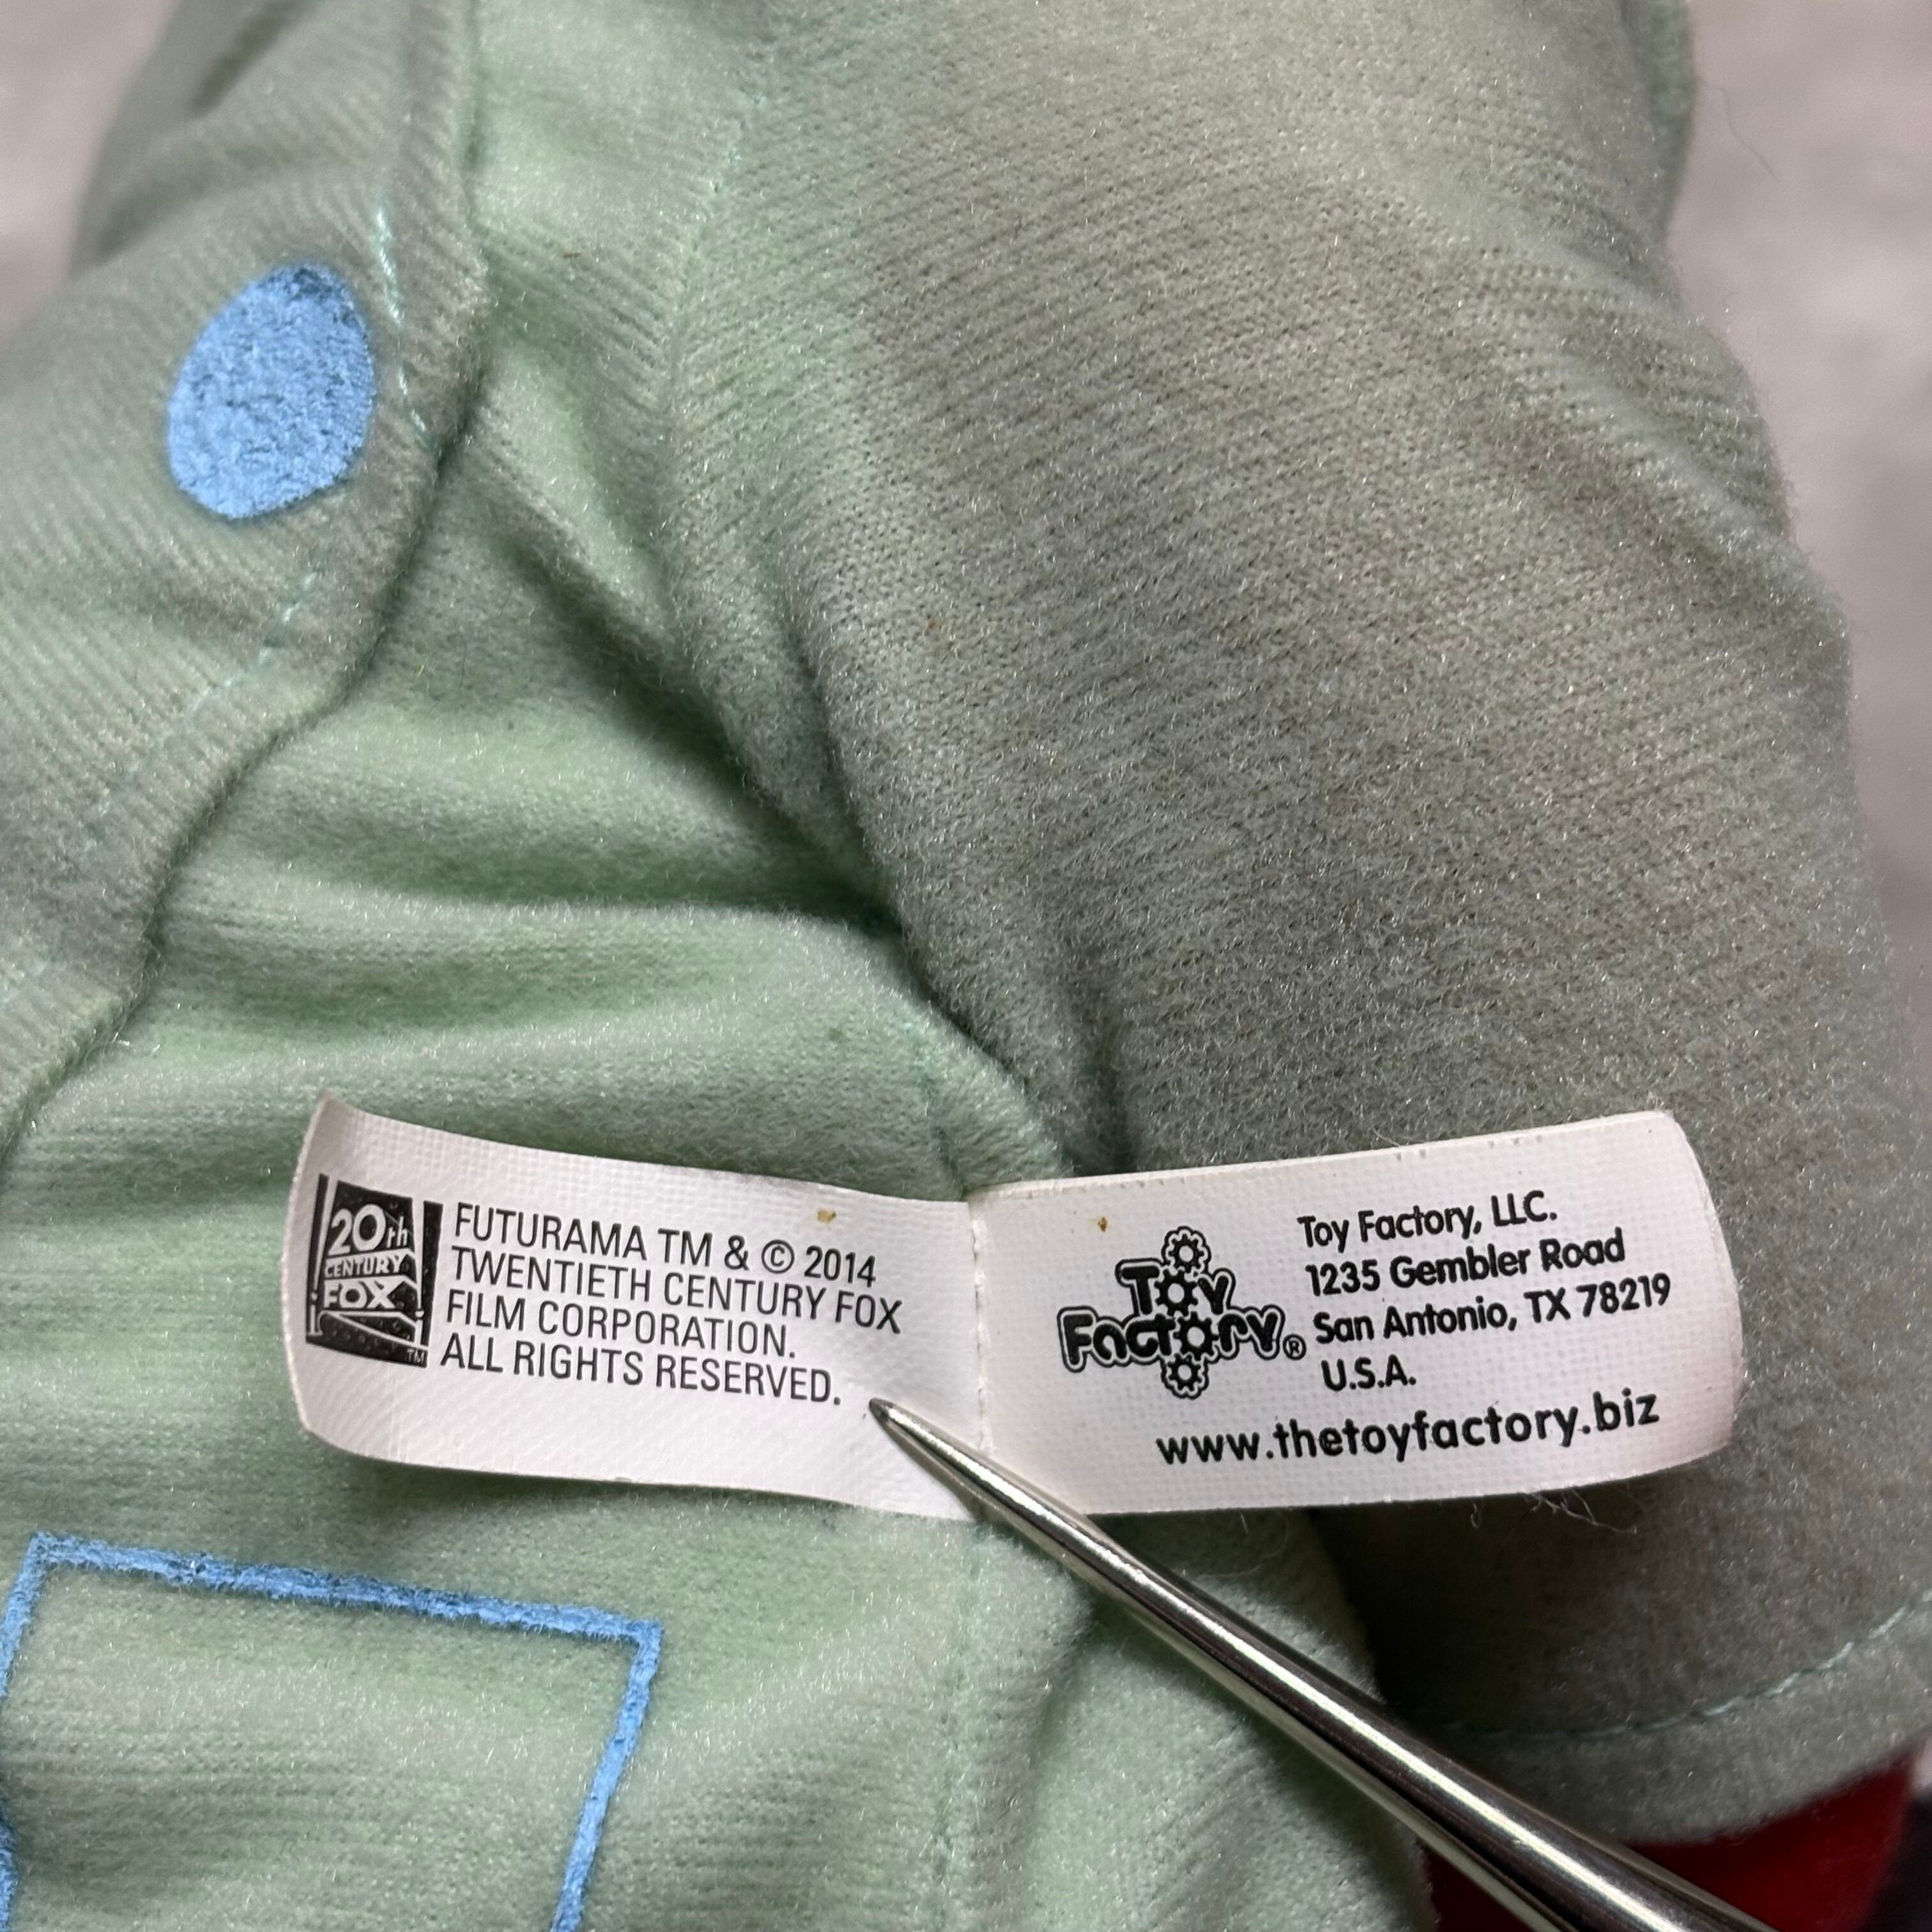 20th
CENTURY
FOX
TM
FUTURAMA TM & © 2014
TWENTIETH CENTURY FOX
FILM CORPORATION.
ALL RIGHTS RESERVED.
Toy
Factory®
Toy Factory, LLC.
1235 Gembler Road
San Antonio, TX 78219
U.S.A.
www.thetoyfactory.biz